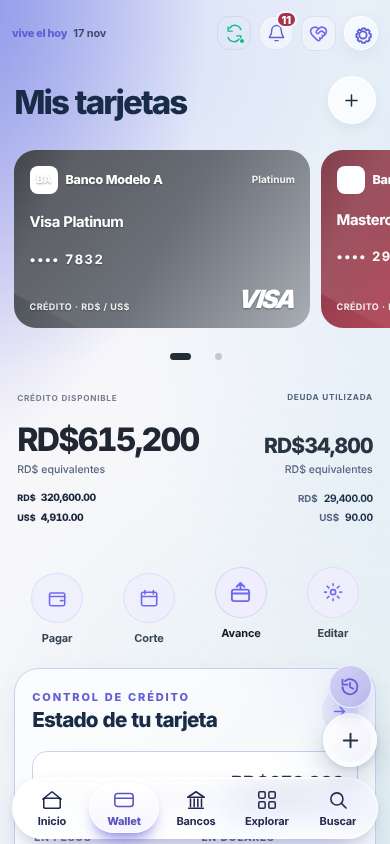 vive el hoy 17 nov
11
Mis tarjetas
Banco Modelo A
Platinum
Visa Platinum
•••• 7832
CRÉDITO · RD$ / US$
VISA
CRÉDITO DISPONIBLE
DEUDA UTILIZADA
RD$615,200
RD$34,800
RD$ equivalentes
RD$ equivalentes
RD$ 320,600.00
RD$ 29,400.00
US$ 4,910.00
US$ 90.00
Pagar
Corte
Avance
Editar
CONTROL DE CRÉDITO
Estado de tu tarjeta
Inicio
Wallet
Bancos
Explorar
Buscar